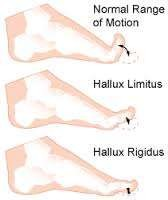 Normal Range
of Motion
Hallux Limitus
Hallux Rigidus